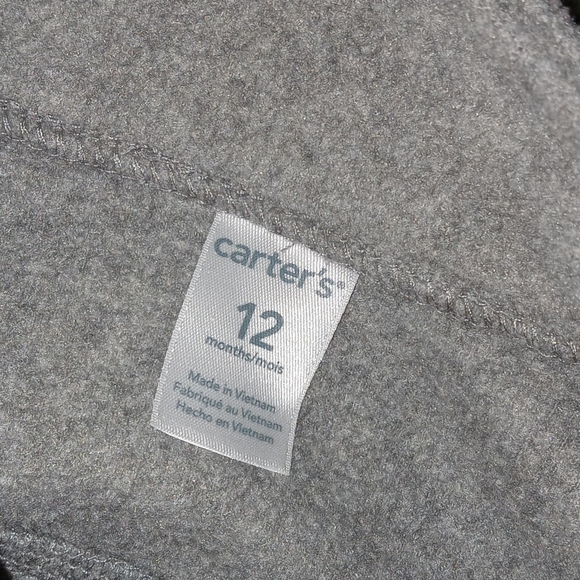 carter's®
12
months/mois
Made in Vietnam
Fabriqué au Vietnam
Hecho en Vietnam